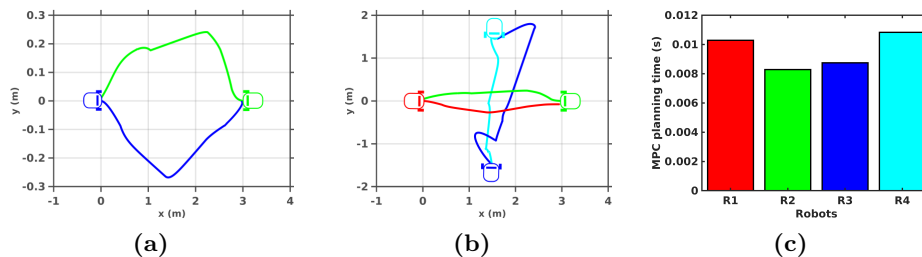 0.3
0.2
0.1
0
-0.1
-0.2
-0.3
y (m)
-1 0 1 2 3 4
x (m)
(a)
2
1
0
-1
-2
y (m)
-1 0 1 2 3 4
x (m)
(b)
0.012
0.01
0.008
0.006
0.004
0.002
0
MPC planning time (s)
R1 R2 R3 R4
Robots
(c)